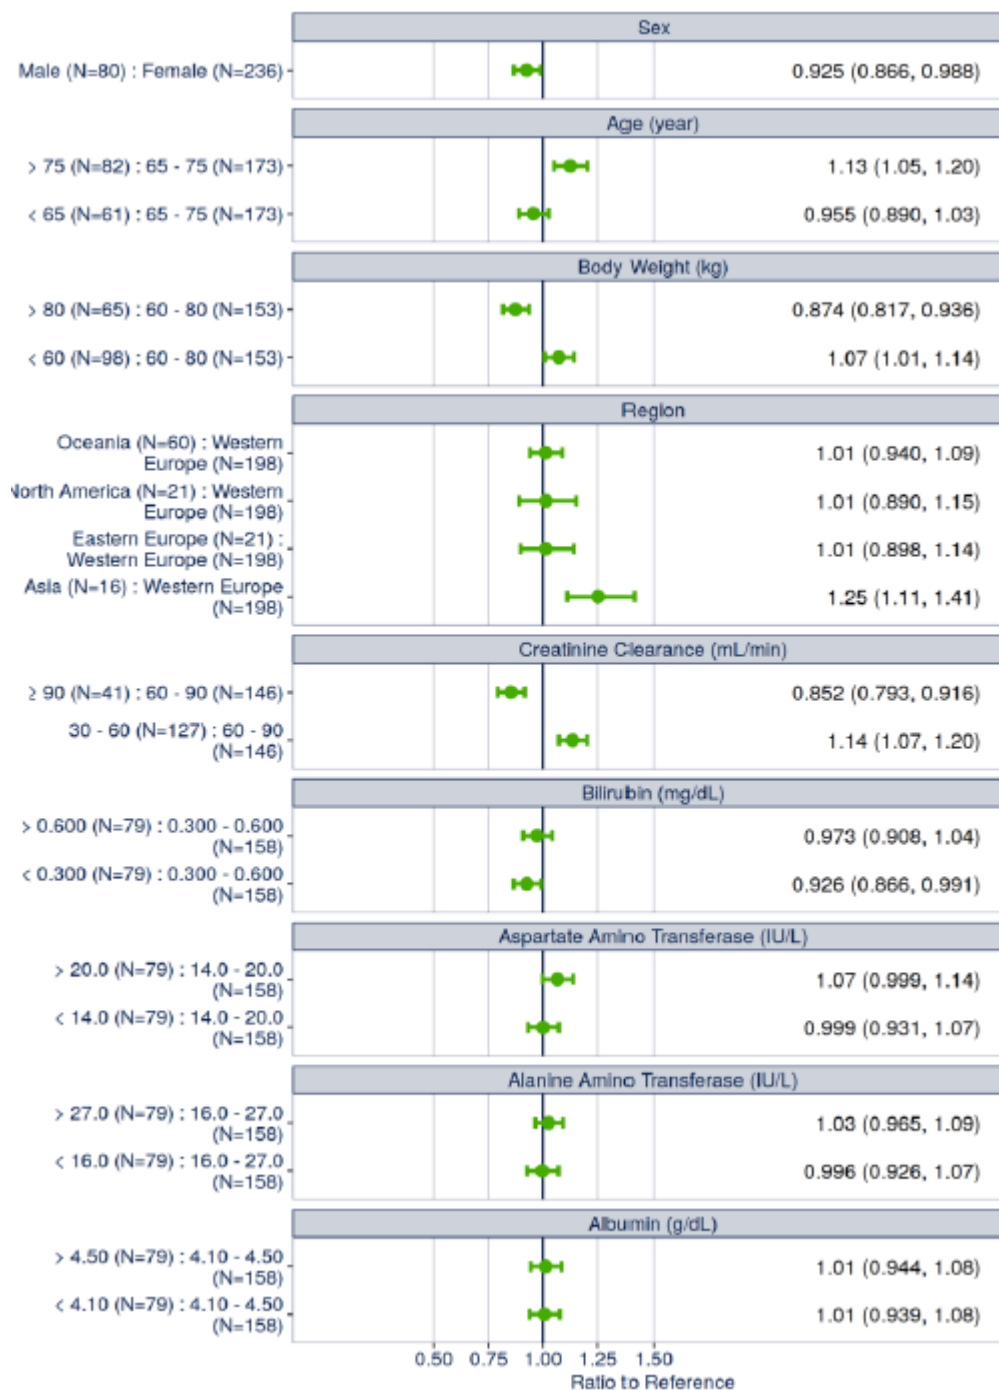 Sex
Male (N=80) : Female (N=236)
0.925 (0.866, 0.988)
Age (year)
> 75 (N=82) : 65 - 75 (N=173)
1.13 (1.05, 1.20)
< 65 (N=61) : 65 - 75 (N=173)
0.955 (0.890, 1.03)
Body Weight (kg)
> 80 (N=65) : 60 - 80 (N=153)
0.874 (0.817, 0.936)
< 60 (N=98) : 60 - 80 (N=153)
1.07 (1.01, 1.14)
Region
Oceania (N=60) : Western
Europe (N=198)
1.01 (0.940, 1.09)
North America (N=21) : Western
Europe (N=198)
1.01 (0.890, 1.15)
Eastern Europe (N=21) :
Western Europe (N=198)
1.01 (0.898, 1.14)
Asia (N=16) : Western Europe
(N=198)
1.25 (1.11, 1.41)
Creatinine Clearance (mL/min)
≥ 90 (N=41) : 60 - 90 (N=146)
0.852 (0.793, 0.916)
30 - 60 (N=127) : 60 - 90
(N=146)
1.14 (1.07, 1.20)
Bilirubin (mg/dL)
> 0.600 (N=79) : 0.300 - 0.600
(N=158)
0.973 (0.908, 1.04)
< 0.300 (N=79) : 0.300 - 0.600
(N=158)
0.926 (0.866, 0.991)
Aspartate Amino Transferase (IU/L)
> 20.0 (N=79) : 14.0 - 20.0
(N=158)
1.07 (0.999, 1.14)
< 14.0 (N=79) : 14.0 - 20.0
(N=158)
0.999 (0.931, 1.07)
Alanine Amino Transferase (IU/L)
> 27.0 (N=79) : 16.0 - 27.0
(N=158)
1.03 (0.965, 1.09)
< 16.0 (N=79) : 16.0 - 27.0
(N=158)
0.996 (0.926, 1.07)
Albumin (g/dL)
> 4.50 (N=79) : 4.10 - 4.50
(N=158)
1.01 (0.944, 1.08)
< 4.10 (N=79) : 4.10 - 4.50
(N=158)
1.01 (0.939, 1.08)
0.50 0.75 1.00 1.25 1.50
Ratio to Reference